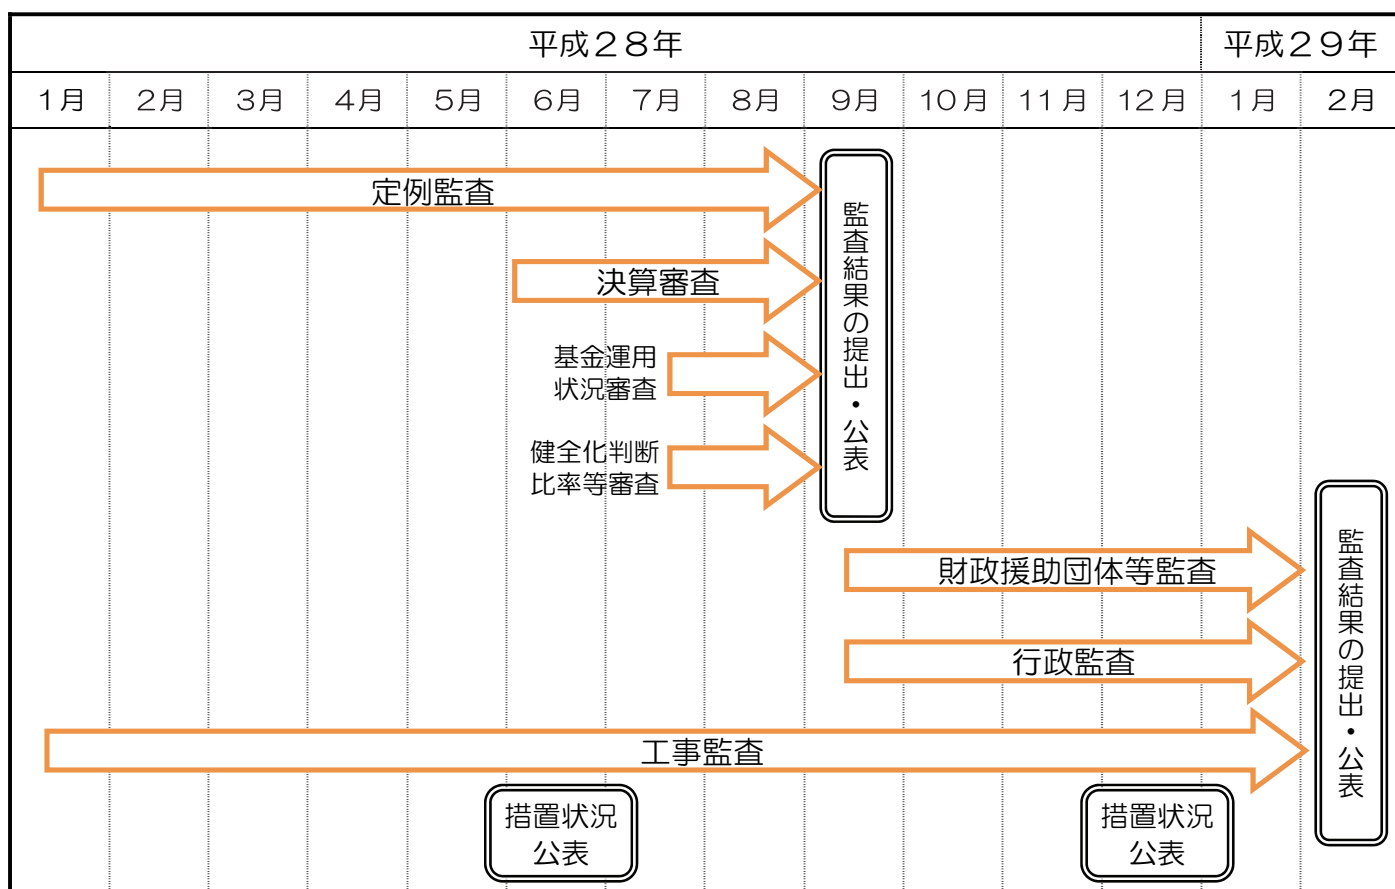 平成２８年
平成２９年
１月
２月
３月
４月
５月
６月
７月
８月
９月
１０月
１１月
１２月
１月
２月
定例監査
決算審査
基金運用
状況審査
健全化判断
比率等審査
監査結果の提出・公表
財政援助団体等監査
行政監査
工事監査
監査結果の提出・公表
措置状況
公表
措置状況
公表